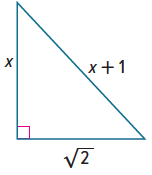 x
x + 1
√2